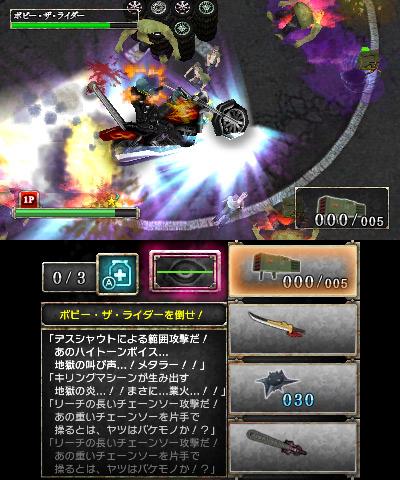 ボビー・ザ・ライダー
1P
000/005
0/3
A
000/005
ボビー・ザ・ライダーを倒せ！
「デスシャウトによる範囲攻撃だ！
あのハイトーンボイス...
地獄の叫び声...！メタラー！！」
「キリングマシーンが生み出す
地獄の炎...！まさに...業火...！！」
030
「リーチの長いチェーンソー攻撃だ！
あの重いチェーンソーを片手で
操るとは、ヤツはバケモノか！？」
「リーチの長いチェーンソー攻撃だ！
あの重いチェーンソーを片手で
操るとは、ヤツはバケモノか！？」